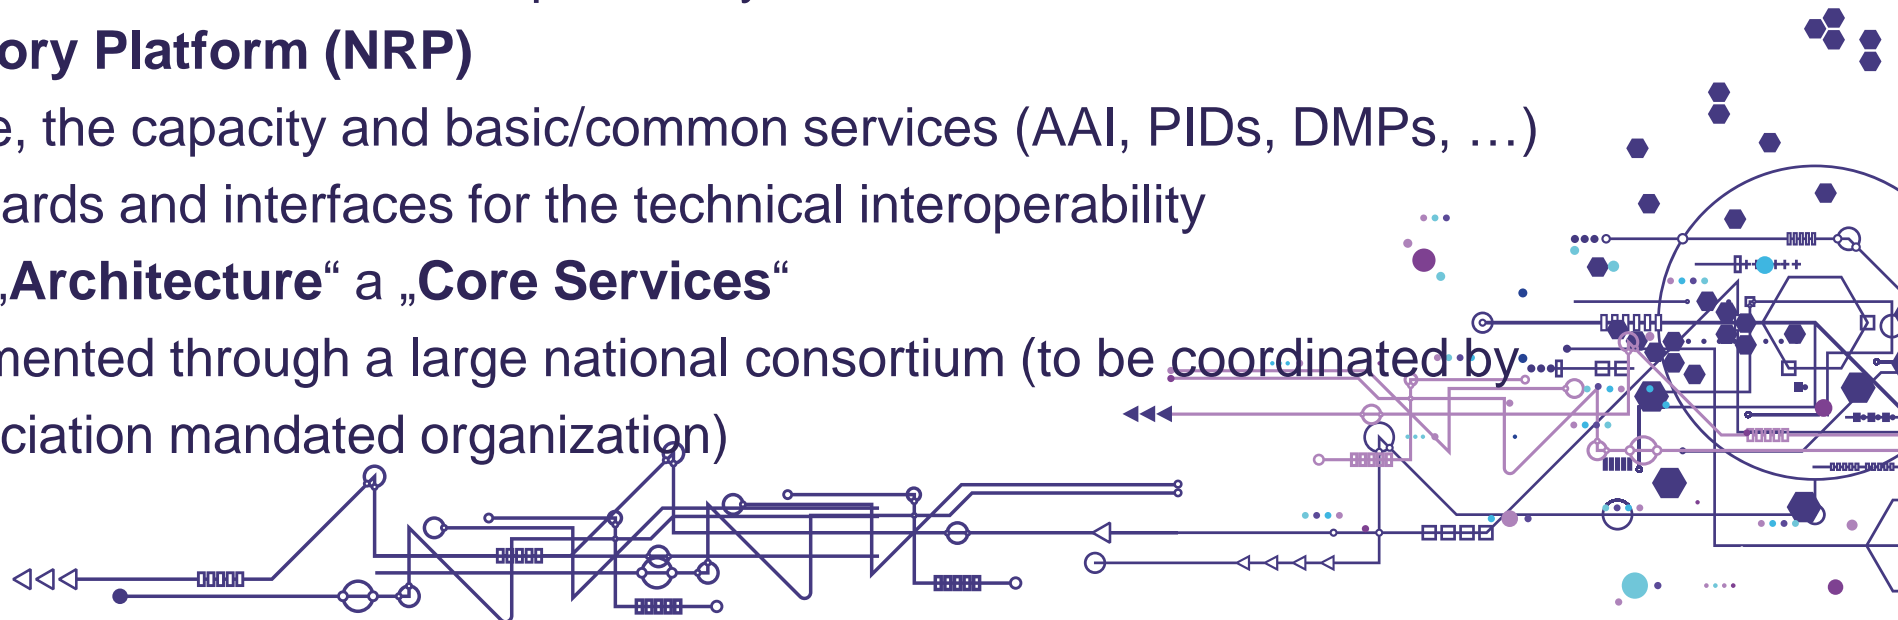 ory Platform (NRP)
e, the capacity and basic/common services (AAI, PIDs, DMPs, …)
ards and interfaces for the technical interoperability
„Architecture“ a „Core Services“
mented through a large national consortium (to be coordinated by
ciation mandated organization)